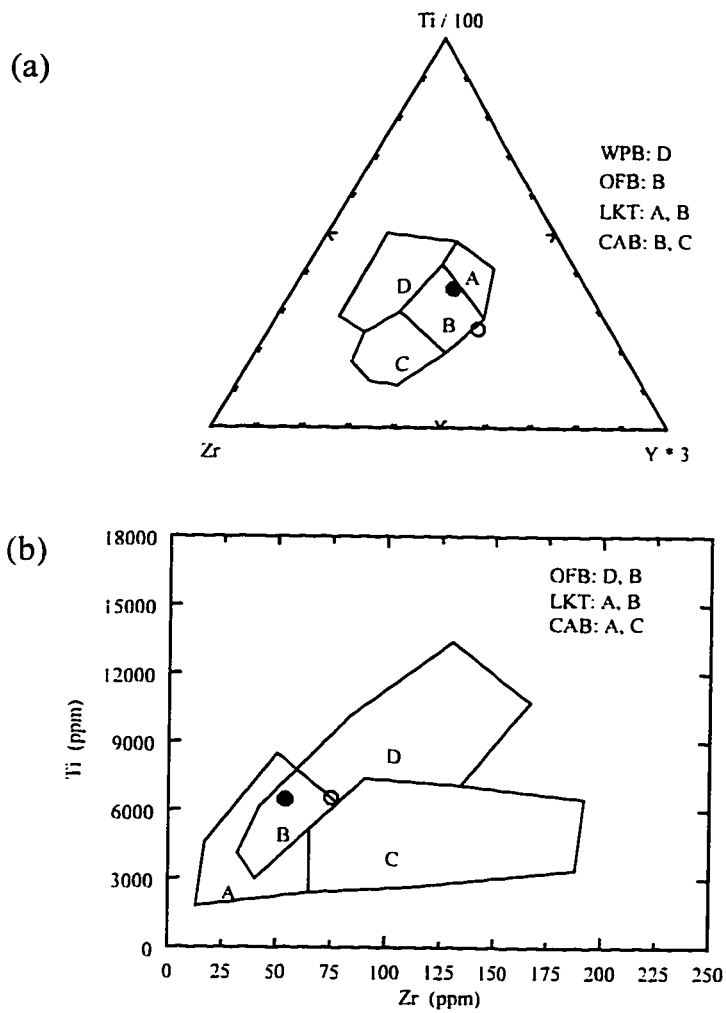 (a)
Ti / 100
WPB: D
OFB: B
LKT: A, B
CAB: B, C
D
A
B
C
Zr
Y * 3
(b)
18000
15000
12000
9000
6000
3000
0
Ti (ppm)
OFB: D, B
LKT: A, B
CAB: A, C
D
B
C
A
0 25 50 75 100 125 150 175 200 225 250
Zr (ppm)